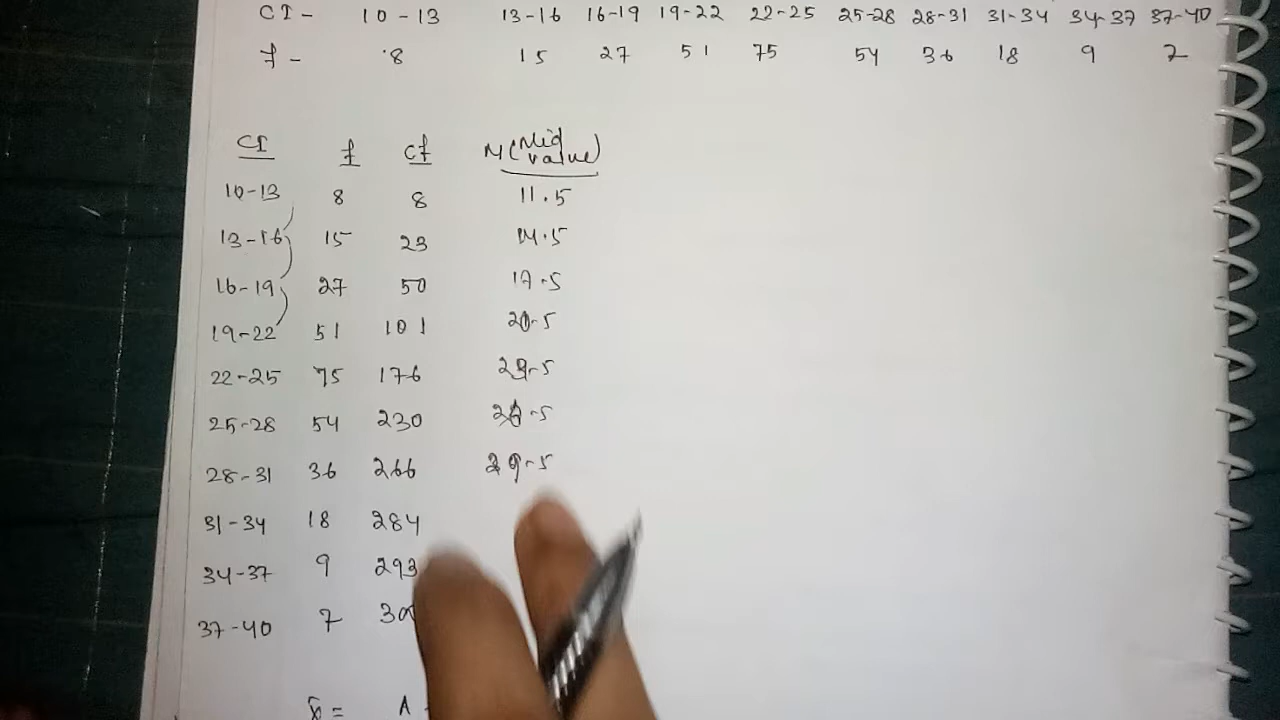 CI - 10-13 13-16 16-19 19-22 22-25 25-28 28-31 31-34 34-37 37-40
f - 8 15 27 51 75 54 36 18 9 7
CI f cf M(Mid value)
10-13 8 8 11.5
13-16 15 23 14.5
16-19 27 50 17.5
19-22 51 101 20.5
22-25 75 176 23.5
25-28 54 230 26.5
28-31 36 266 29.5
31-34 18 284
34-37 9 293
37-40 7
= A